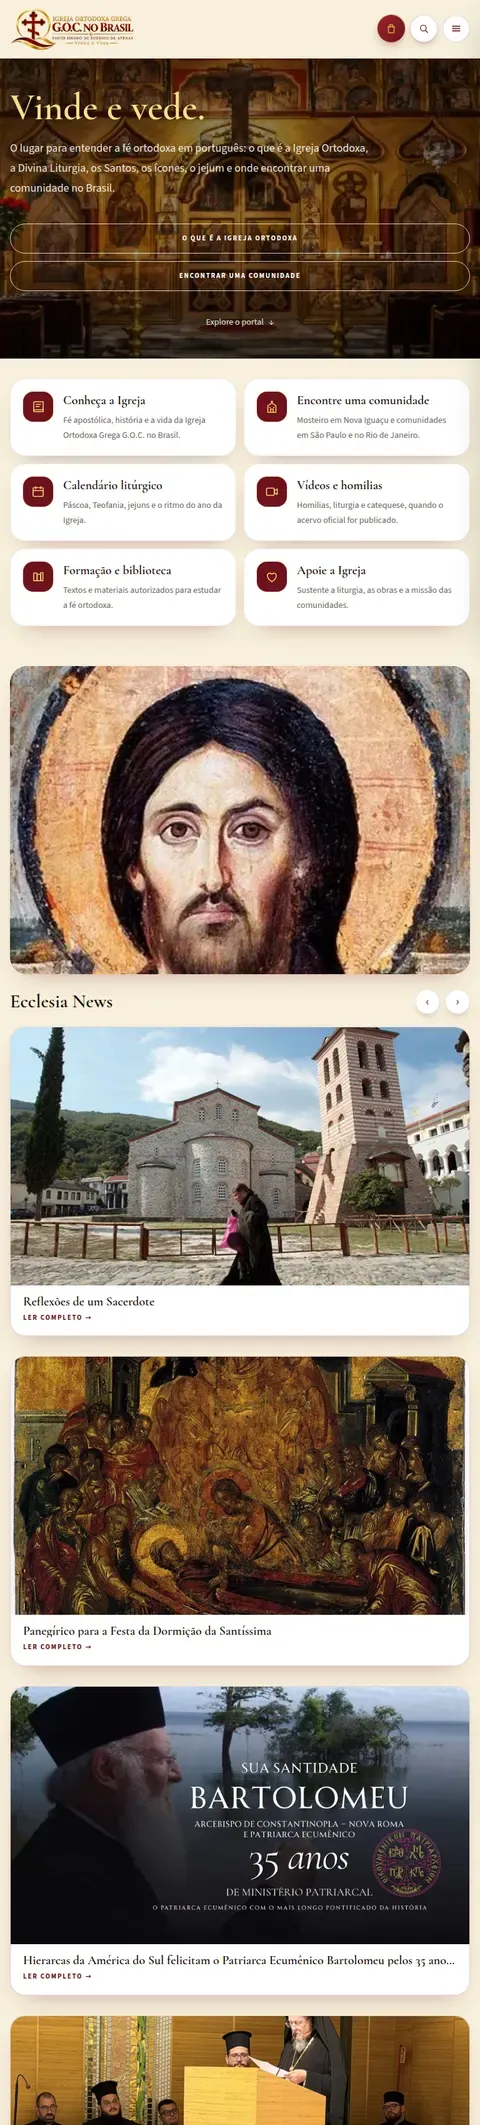 IGREJA ORTODOXA GREGA
G.O.C. NO BRASIL
SANTO ISIDORO DE EUGENIO DE ATENAS
VINDE E VEDE
Vinde e vede.
O lugar para entender a fé ortodoxa em português: o que é a Igreja Ortodoxa,
a Divina Liturgia, os Santos, os ícones, o jejum e onde encontrar uma
comunidade no Brasil.
O QUE É A IGREJA ORTODOXA
ENCONTRAR UMA COMUNIDADE
Explore o portal ↓
Conheça a Igreja
Fé apostólica, história e a vida da Igreja
Ortodoxa Grega G.O.C. no Brasil.
Encontre uma comunidade
Mosteiro em Nova Iguaçu e comunidades
em São Paulo e no Rio de Janeiro.
Calendário litúrgico
Páscoa, Teofania, jejuns e o ritmo do ano da
Igreja.
Vídeos e homilias
Homilias, liturgia e catequese, quando o
acervo oficial for publicado.
Formação e biblioteca
Textos e materiais autorizados para estudar
a fé ortodoxa.
Apoie a Igreja
Sustente a liturgia, as obras e a missão das
comunidades.
Ecclesia News
‹ ›
Reflexões de um Sacerdote
LER COMPLETO →
Panegírico para a Festa da Dormição da Santíssima
LER COMPLETO →
SUA SANTIDADE
BARTOLOMEU
ARCEBISPO DE CONSTANTINOPLA – NOVA ROMA
E PATRIARCA ECUMÊNICO
35 anos
DE MINISTÉRIO PATRIARCAL
O PATRIARCA ECUMÊNICO COM O MAIS LONGO PONTIFICADO DA HISTÓRIA
Hierarcas da América do Sul felicitam o Patriarca Ecumênico Bartolomeu pelos 35 ano...
LER COMPLETO →